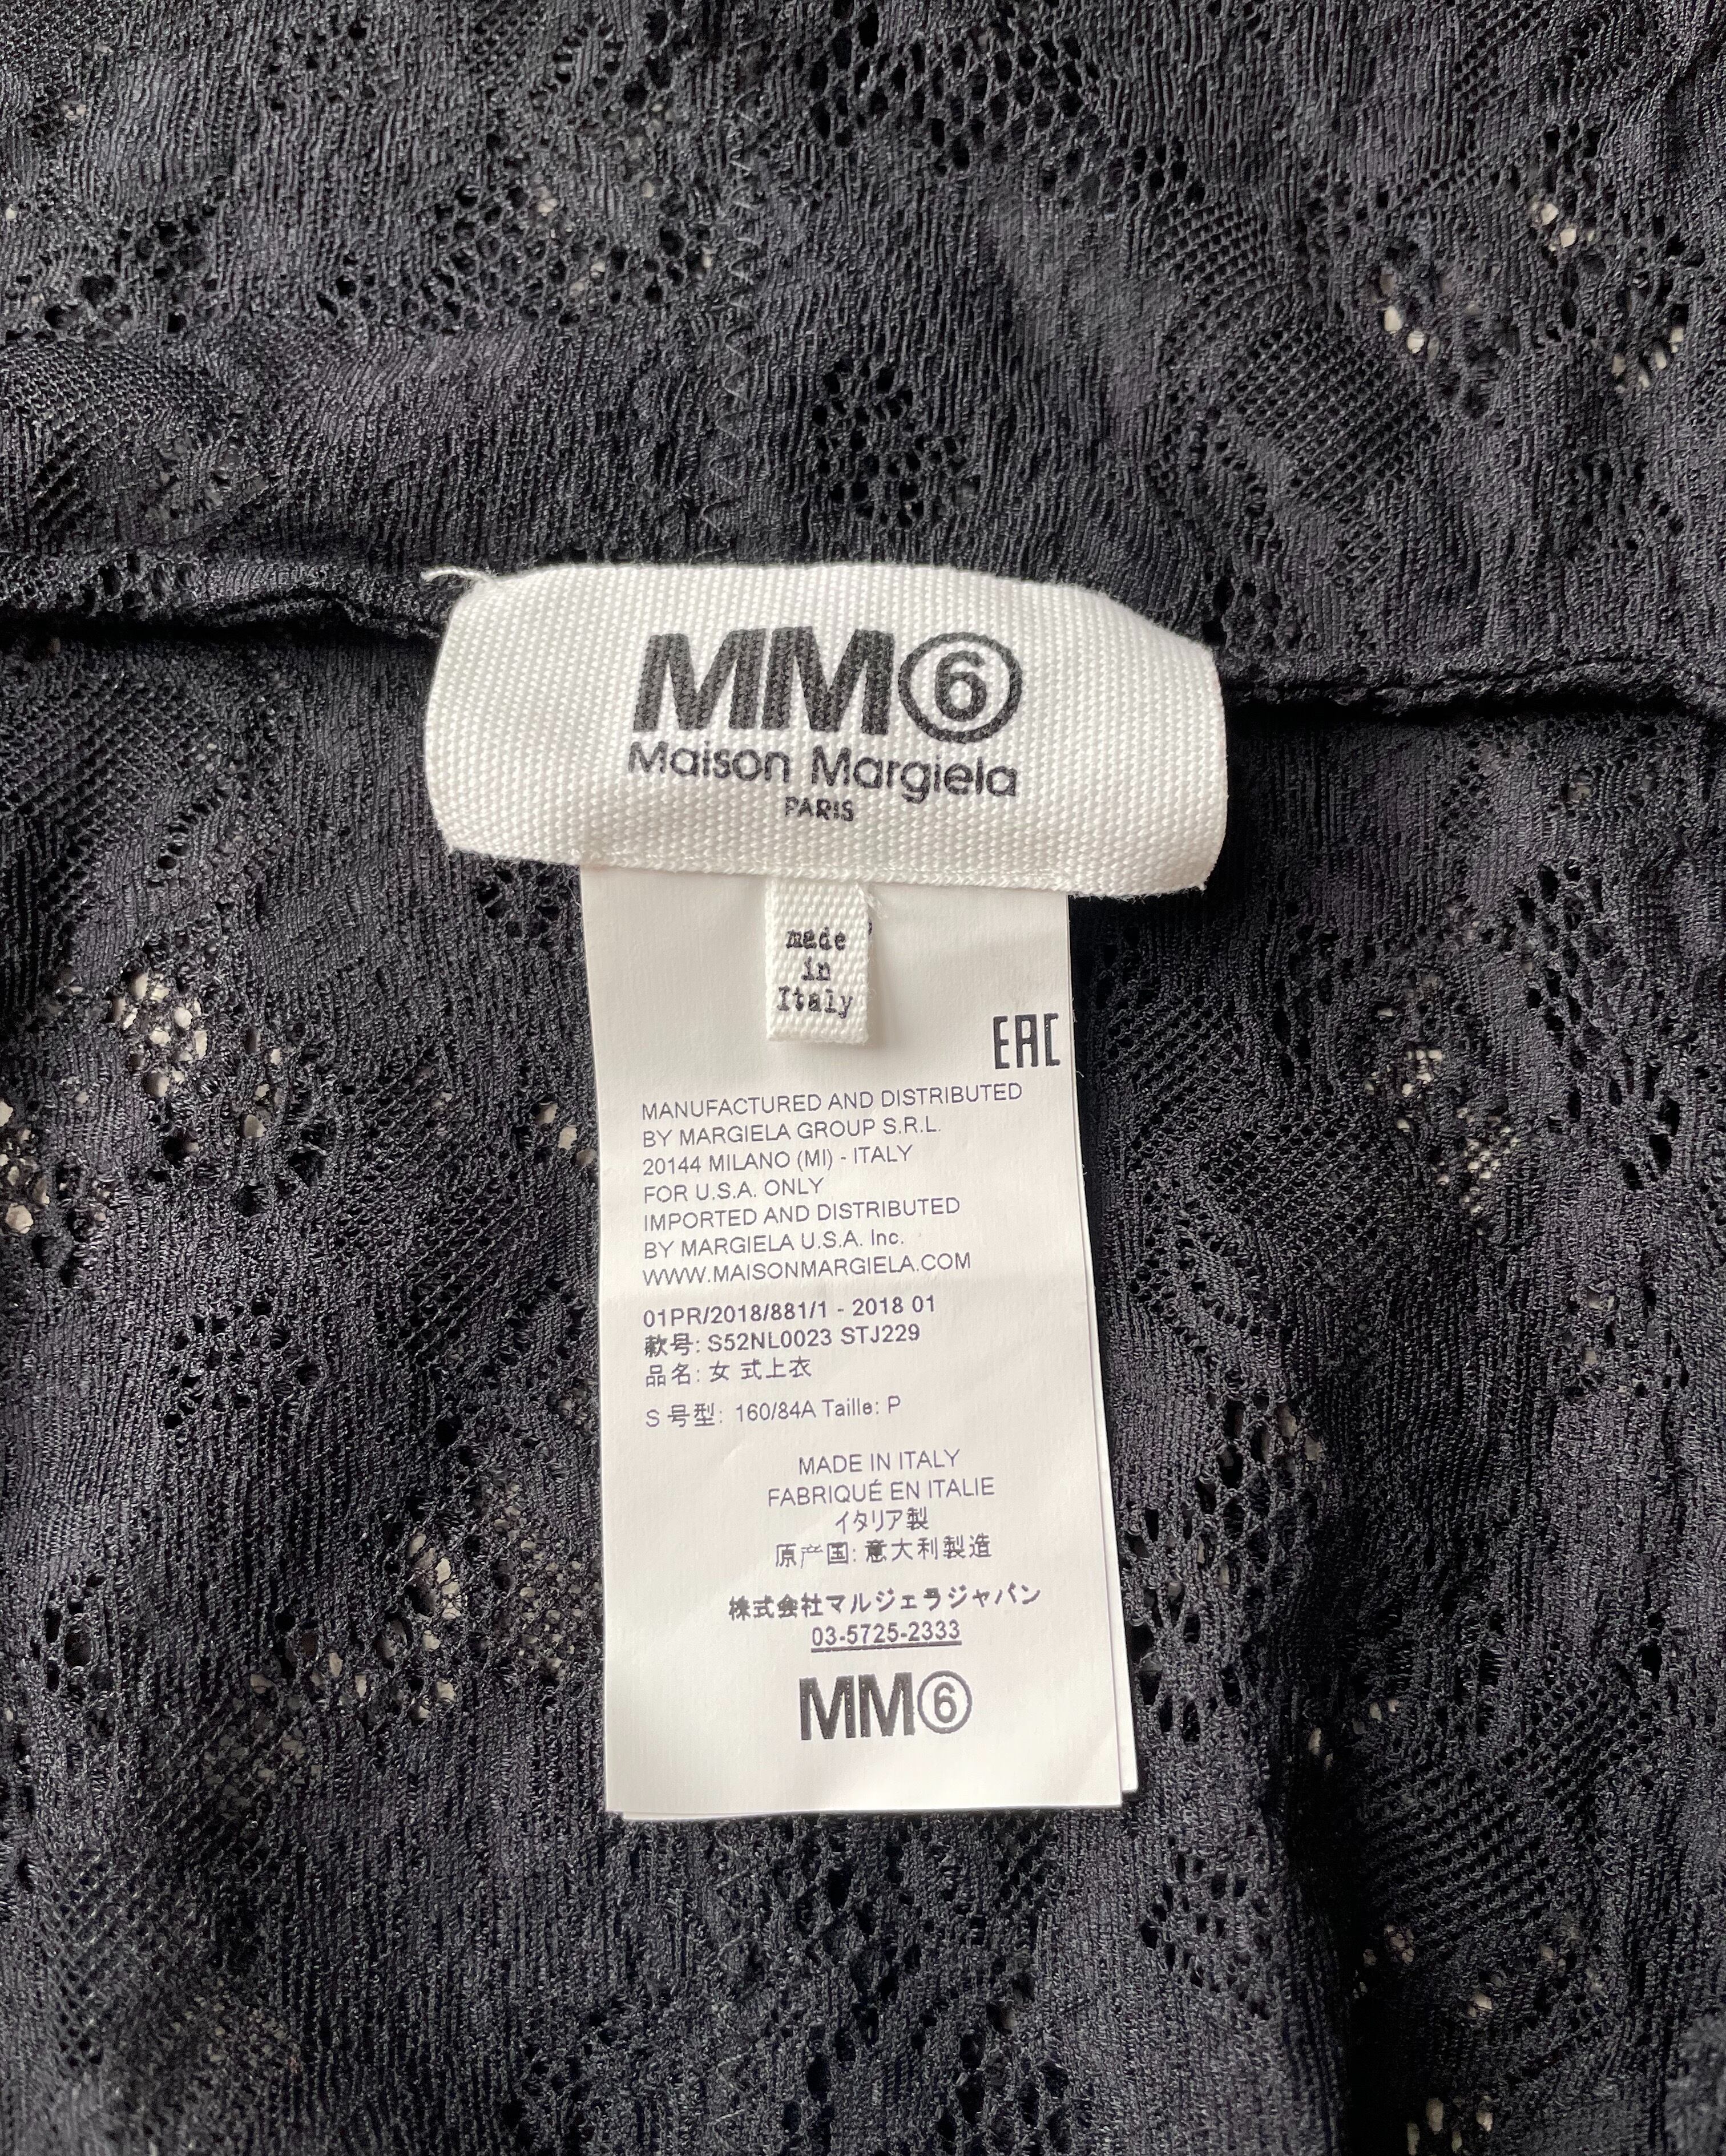 MM⑥
Maison Margiela
PARIS
made
in
Italy
EAC
MANUFACTURED AND DISTRIBUTED
BY MARGIELA GROUP S.R.L.
20144 MILANO (MI) - ITALY
FOR U.S.A. ONLY
IMPORTED AND DISTRIBUTED
BY MARGIELA U.S.A. Inc.
WWW.MAISONMARGIELA.COM
01PR/2018/881/1 - 2018 01
款号: S52NL0023 STJ229
品名: 女 式上衣
S 号型: 160/84A Taille: P
MADE IN ITALY
FABRIQUÉ EN ITALIE
イタリア製
原产国: 意大利製造
株式会社マルジェラジャパン
03-5725-2333
MM⑥